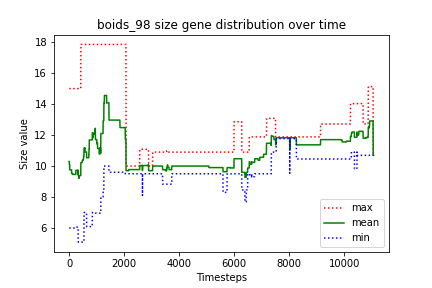 boids_98 size gene distribution over time
Size value
18
16
14
12
10
8
6
0
2000
4000
6000
8000
10000
Timesteps
max
mean
min